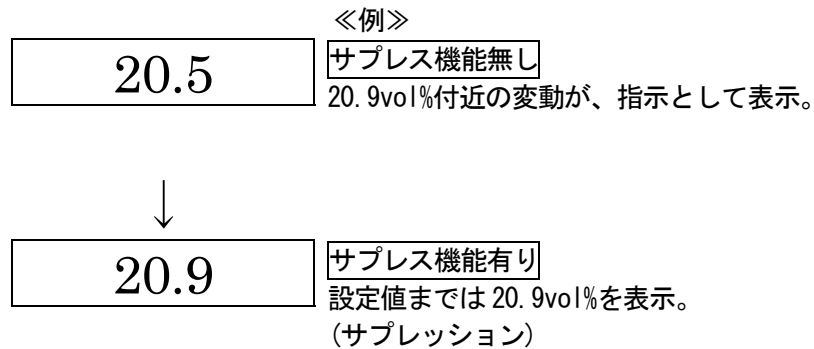 ≪例≫
20.5
サプレス機能無し
20.9vol%付近の変動が、指示として表示。
↓
20.9
サプレス機能有り
設定値までは 20.9vol%を表示。
(サプレッション)